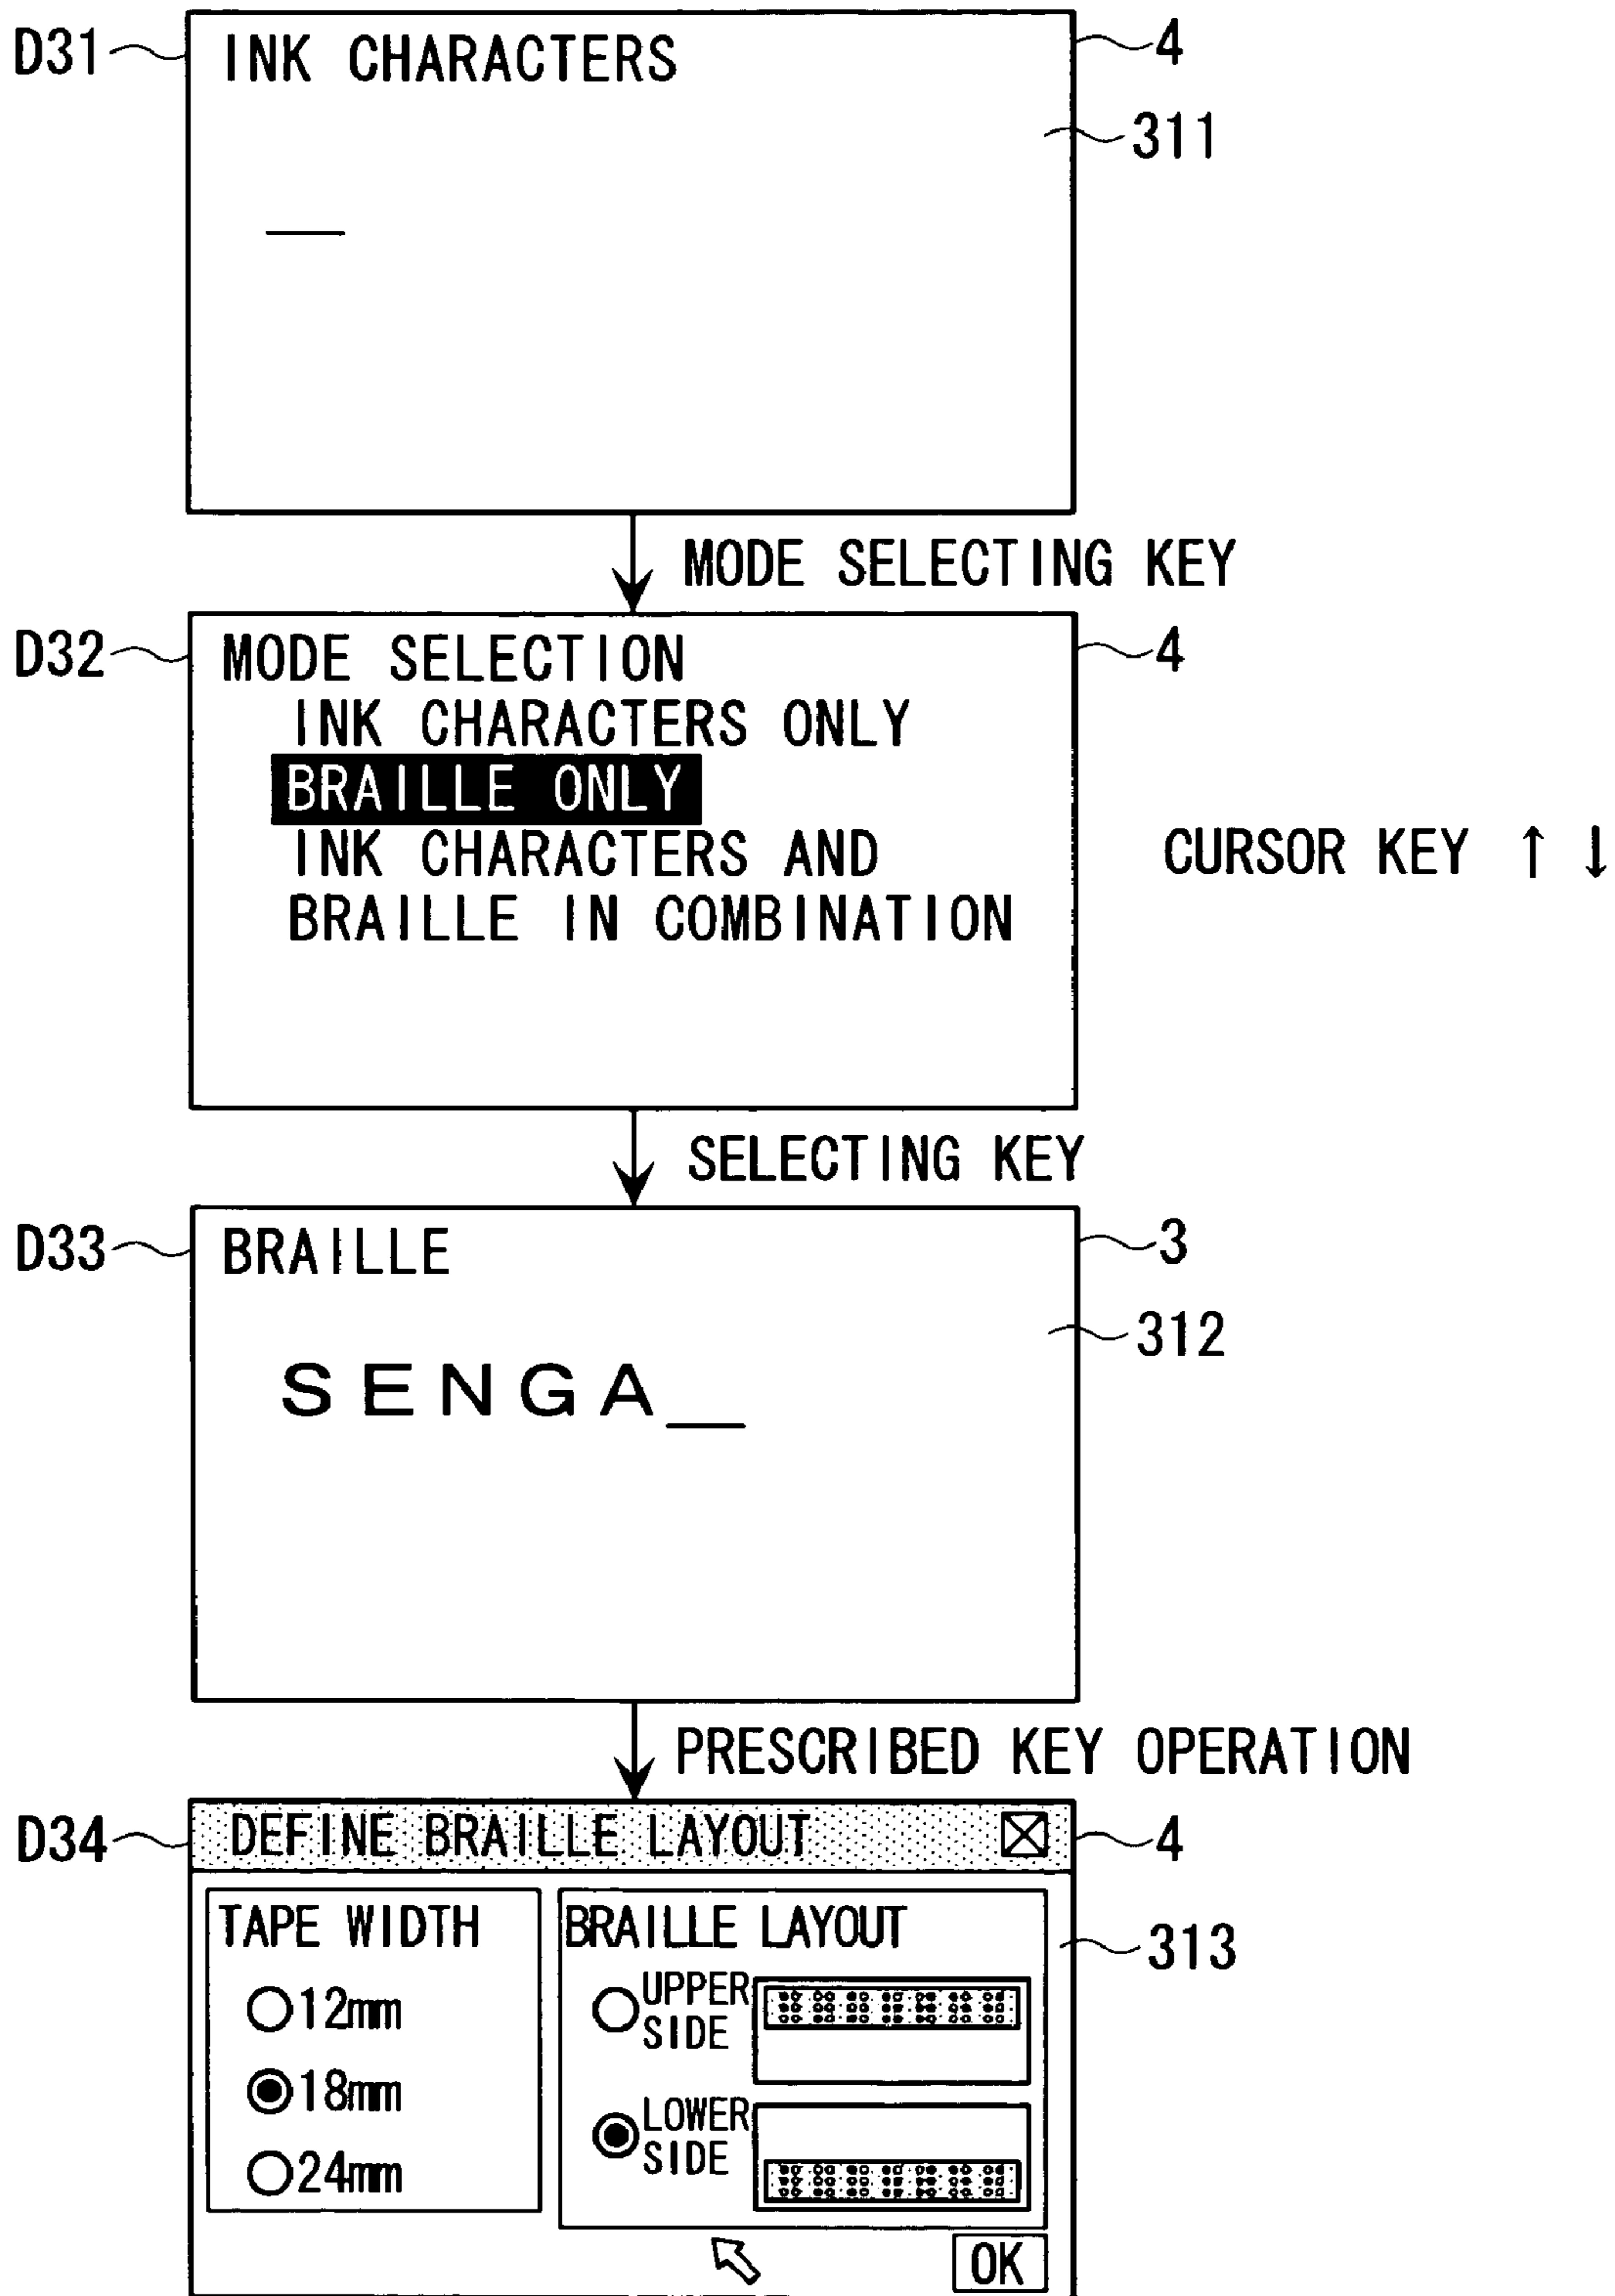 D31
INK CHARACTERS
4
311
MODE SELECTING KEY
D32
MODE SELECTION
4
INK CHARACTERS ONLY
BRAILLE ONLY
INK CHARACTERS AND
BRAILLE IN COMBINATION
CURSOR KEY ↑ ↓
SELECTING KEY
D33
BRAILLE
3
312
SENGA_
PRESCRIBED KEY OPERATION
D34
DEFINE BRAILLE LAYOUT
4
TAPE WIDTH
12mm
18mm
24mm
BRAILLE LAYOUT
313
UPPER
SIDE
LOWER
SIDE
OK